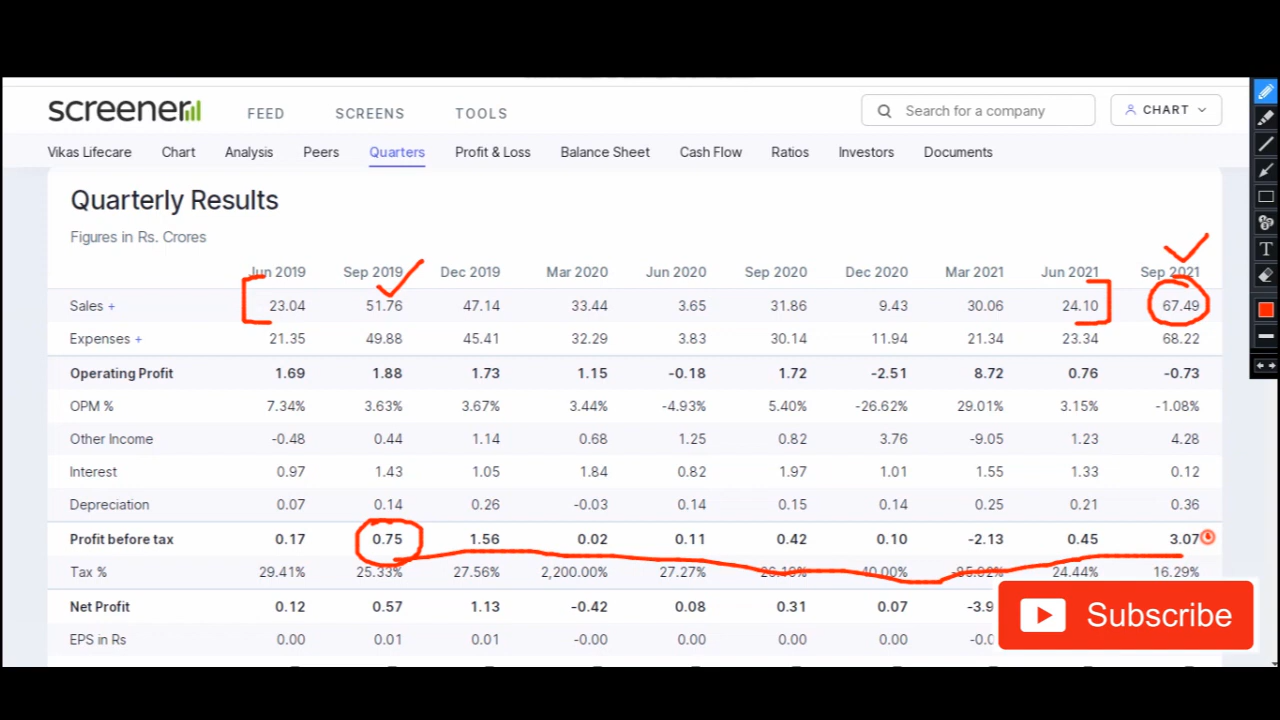 screener FEED SCREENS TOOLS Search for a company CHART
Vikas Lifecare Chart Analysis Peers Quarters Profit & Loss Balance Sheet Cash Flow Ratios Investors Documents
Quarterly Results
Figures in Rs. Crores
Jun 2019 Sep 2019 Dec 2019 Mar 2020 Jun 2020 Sep 2020 Dec 2020 Mar 2021 Jun 2021 Sep 2021
Sales + 23.04 51.76 47.14 33.44 3.65 31.86 9.43 30.06 24.10 67.49
Expenses + 21.35 49.88 45.41 32.29 3.83 30.14 11.94 21.34 23.34 68.22
Operating Profit 1.69 1.88 1.73 1.15 -0.18 1.72 -2.51 8.72 0.76 -0.73
OPM % 7.34% 3.63% 3.67% 3.44% -4.93% 5.40% -26.62% 29.01% 3.15% -1.08%
Other Income -0.48 0.44 1.14 0.68 1.25 0.82 3.76 -9.05 1.23 4.28
Interest 0.97 1.43 1.05 1.84 0.82 1.97 1.01 1.55 1.33 0.12
Depreciation 0.07 0.14 0.26 -0.03 0.14 0.15 0.14 0.25 0.21 0.36
Profit before tax 0.17 0.75 1.56 0.02 0.11 0.42 0.10 -2.13 0.45 3.07
Tax % 29.41% 25.33% 27.56% 2,200.00% 27.27% 40.00% 24.44% 16.29%
Net Profit 0.12 0.57 1.13 -0.42 0.08 0.31 0.07 -3.9
EPS in Rs 0.00 0.01 0.01 -0.00 0.00 0.00 0.00 -0.0
Subscribe
T